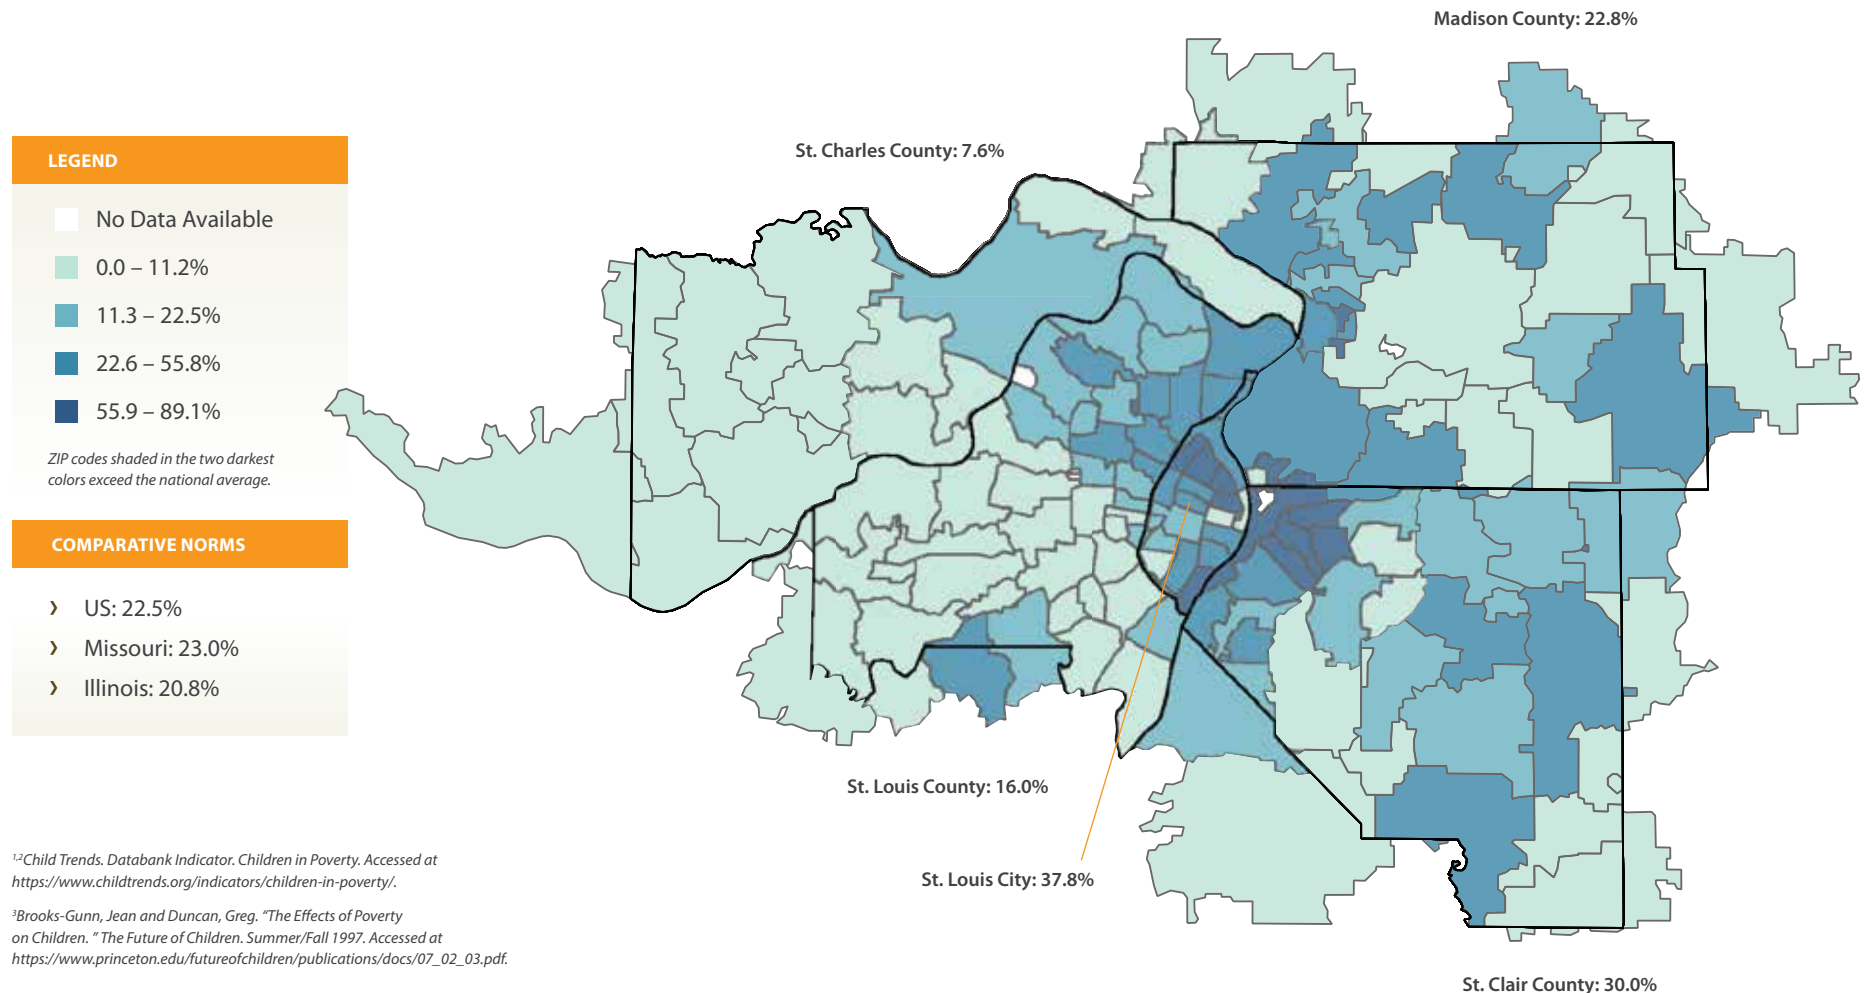 Madison County: 22.8%
St. Charles County: 7.6%
LEGEND
No Data Available
0.0 – 11.2%
11.3 – 22.5%
22.6 – 55.8%
55.9 – 89.1%
ZIP codes shaded in the two darkest
colors exceed the national average.
COMPARATIVE NORMS
› US: 22.5%
› Missouri: 23.0%
› Illinois: 20.8%
St. Louis County: 16.0%
St. Louis City: 37.8%
St. Clair County: 30.0%
1,2Child Trends. Databank Indicator. Children in Poverty. Accessed at
https://www.childtrends.org/indicators/children-in-poverty/.
3Brooks-Gunn, Jean and Duncan, Greg. “The Effects of Poverty
on Children. ” The Future of Children. Summer/Fall 1997. Accessed at
https://www.princeton.edu/futureofchildren/publications/docs/07_02_03.pdf.